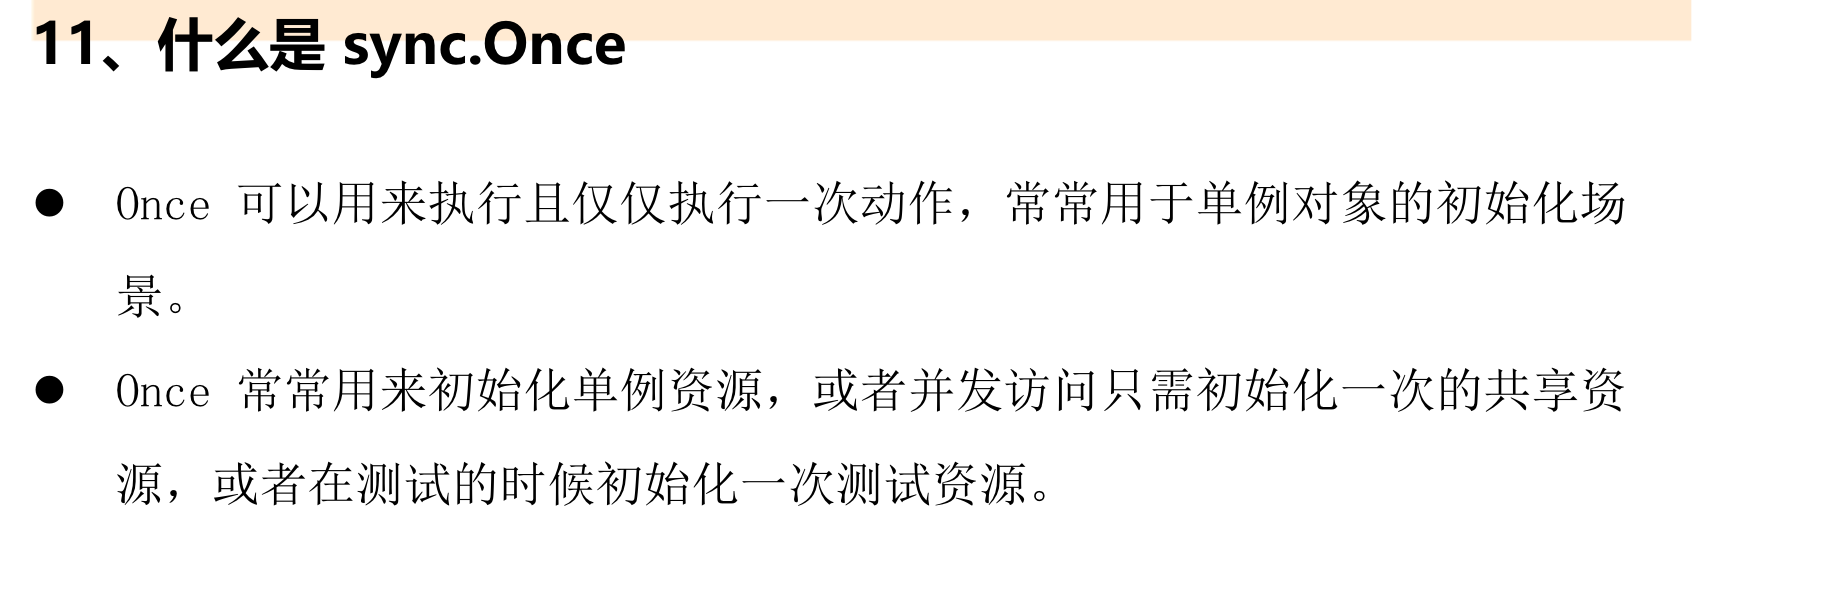 11、什么是 sync.Once
● Once 可以用来执行且仅仅执行一次动作，常常用于单例对象的初始化场
景。
● Once 常常用来初始化单例资源，或者并发访问只需初始化一次的共享资
源，或者在测试的时候初始化一次测试资源。